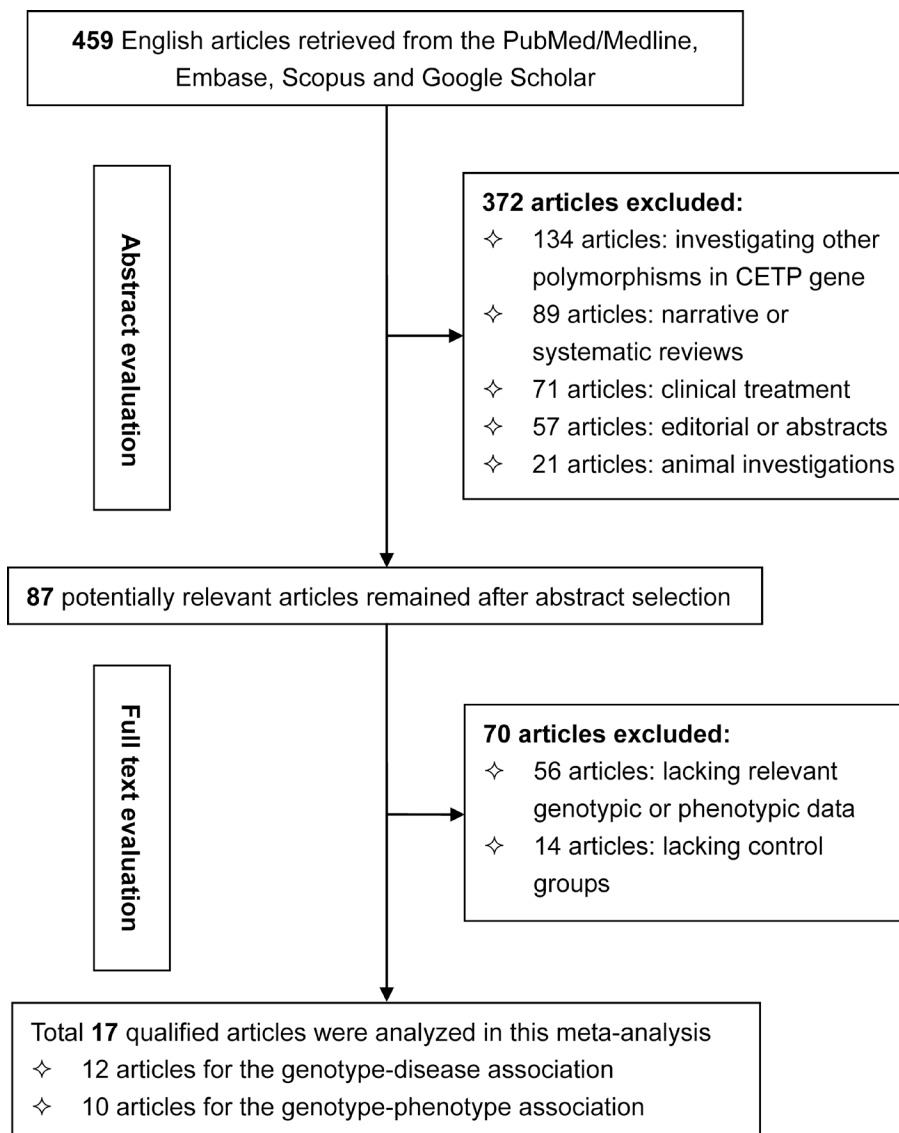 459 English articles retrieved from the PubMed/Medline,
Embase, Scopus and Google Scholar
Abstract evaluation
372 articles excluded:
✧ 134 articles: investigating other
polymorphisms in CETP gene
✧ 89 articles: narrative or
systematic reviews
✧ 71 articles: clinical treatment
✧ 57 articles: editorial or abstracts
✧ 21 articles: animal investigations
87 potentially relevant articles remained after abstract selection
Full text evaluation
70 articles excluded:
✧ 56 articles: lacking relevant
genotypic or phenotypic data
✧ 14 articles: lacking control
groups
Total 17 qualified articles were analyzed in this meta-analysis
✧ 12 articles for the genotype-disease association
✧ 10 articles for the genotype-phenotype association